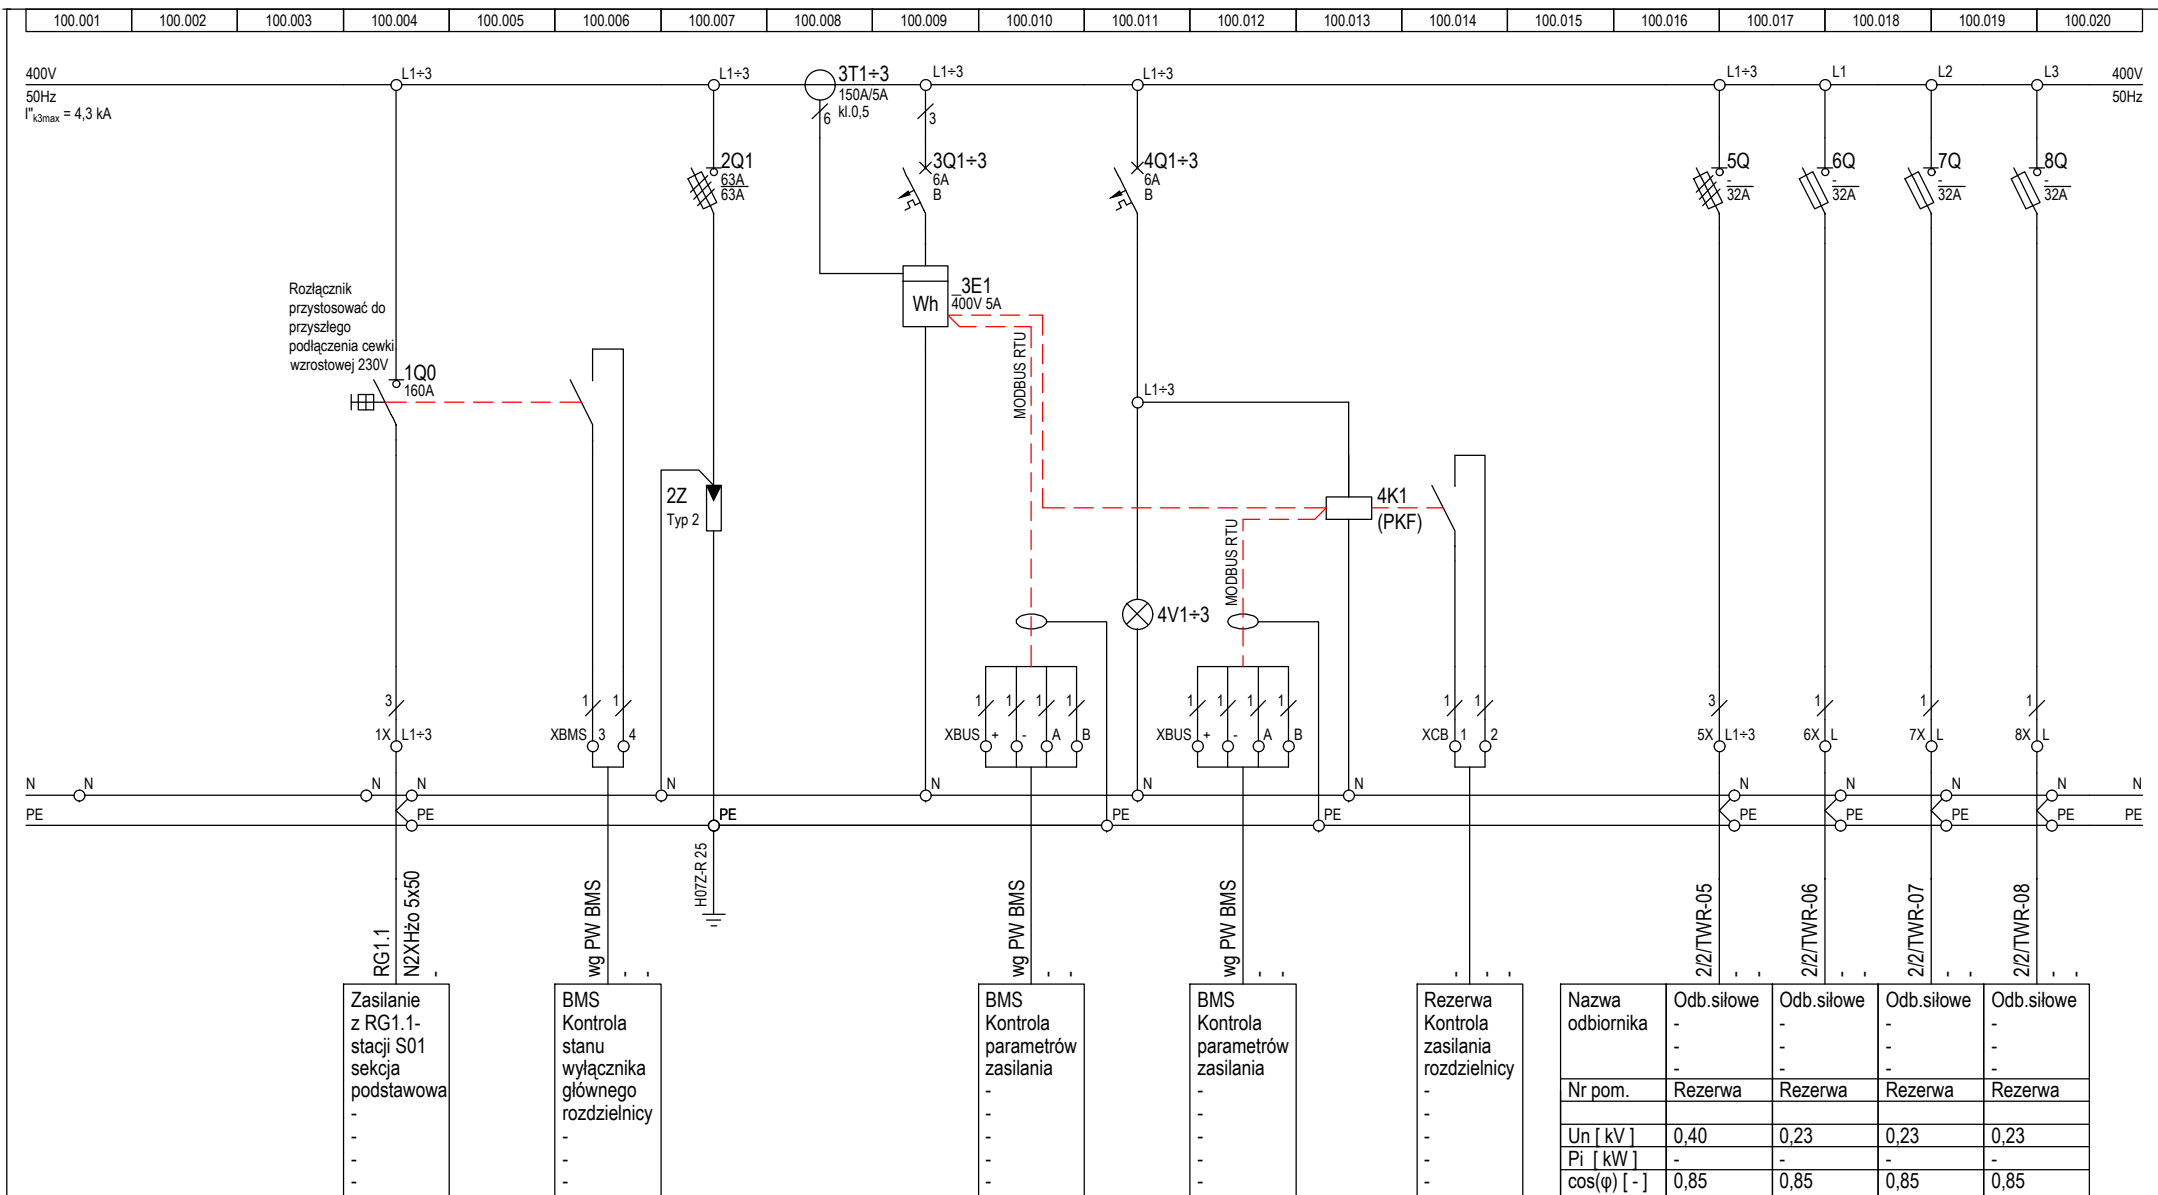 100.001 100.002 100.003 100.004 100.005 100.006 100.007 100.008 100.009 100.010 100.011 100.012 100.013 100.014 100.015 100.016 100.017 100.018 100.019 100.020
400V L1÷3 L1÷3 3T1÷3 L1÷3 L1÷3 L1÷3 L1 L2 L3 400V
50Hz 150A/5A 50Hz
I"k3max = 4,3 kA kl.0,5
6 3
2Q1
63A
63A
3Q1÷3
6A
B
4Q1÷3
6A
B
5Q
-
32A
6Q
-
32A
7Q
-
32A
8Q
-
32A
Rozłącznik
przystosować do
przyszłego
podłączenia cewki
wzrostowej 230V
1Q0
160A
Wh
3E1
400V 5A
MODBUS RTU
L1÷3
2Z
Typ 2
4K1
(PKF)
MODBUS RTU
4V1÷3
3 1 1 1 1 1 1 1 1 1 1 1 1 3 1 1 1
1X L1÷3 XBMS 3 4 XBUS + - A B XBUS + - A B XCB 1 2 5X L1÷3 6X L 7X L 8X L
N N N N N N N N N N N N N
PE PE PE PE PE PE PE PE PE PE
RG1.1
N2XHżo 5x50
-
wg PW BMS
- -
H07Z-R 25
wg PW BMS
- -
wg PW BMS
- -
- - -
2/2/TWR-05
- -
2/2/TWR-06
- -
2/2/TWR-07
- -
2/2/TWR-08
- -
Zasilanie
z RG1.1-
stacji S01
sekcja
podstawowa
-
-
-
-
BMS
Kontrola
stanu
wyłącznika
głównego
rozdzielnicy
-
-
-
BMS
Kontrola
parametrów
zasilania
-
-
-
-
-
BMS
Kontrola
parametrów
zasilania
-
-
-
-
-
Rezerwa
Kontrola
zasilania
rozdzielnicy
-
-
-
-
-
Nazwa Odb.siłowe Odb.siłowe Odb.siłowe Odb.siłowe
odbiornika - - - -
- - - -
- - - -
Nr pom. Rezerwa Rezerwa Rezerwa Rezerwa
Un [ kV ] 0,40 0,23 0,23 0,23
Pi [ kW ] - - - -
cos(φ) [ - ] 0,85 0,85 0,85 0,85